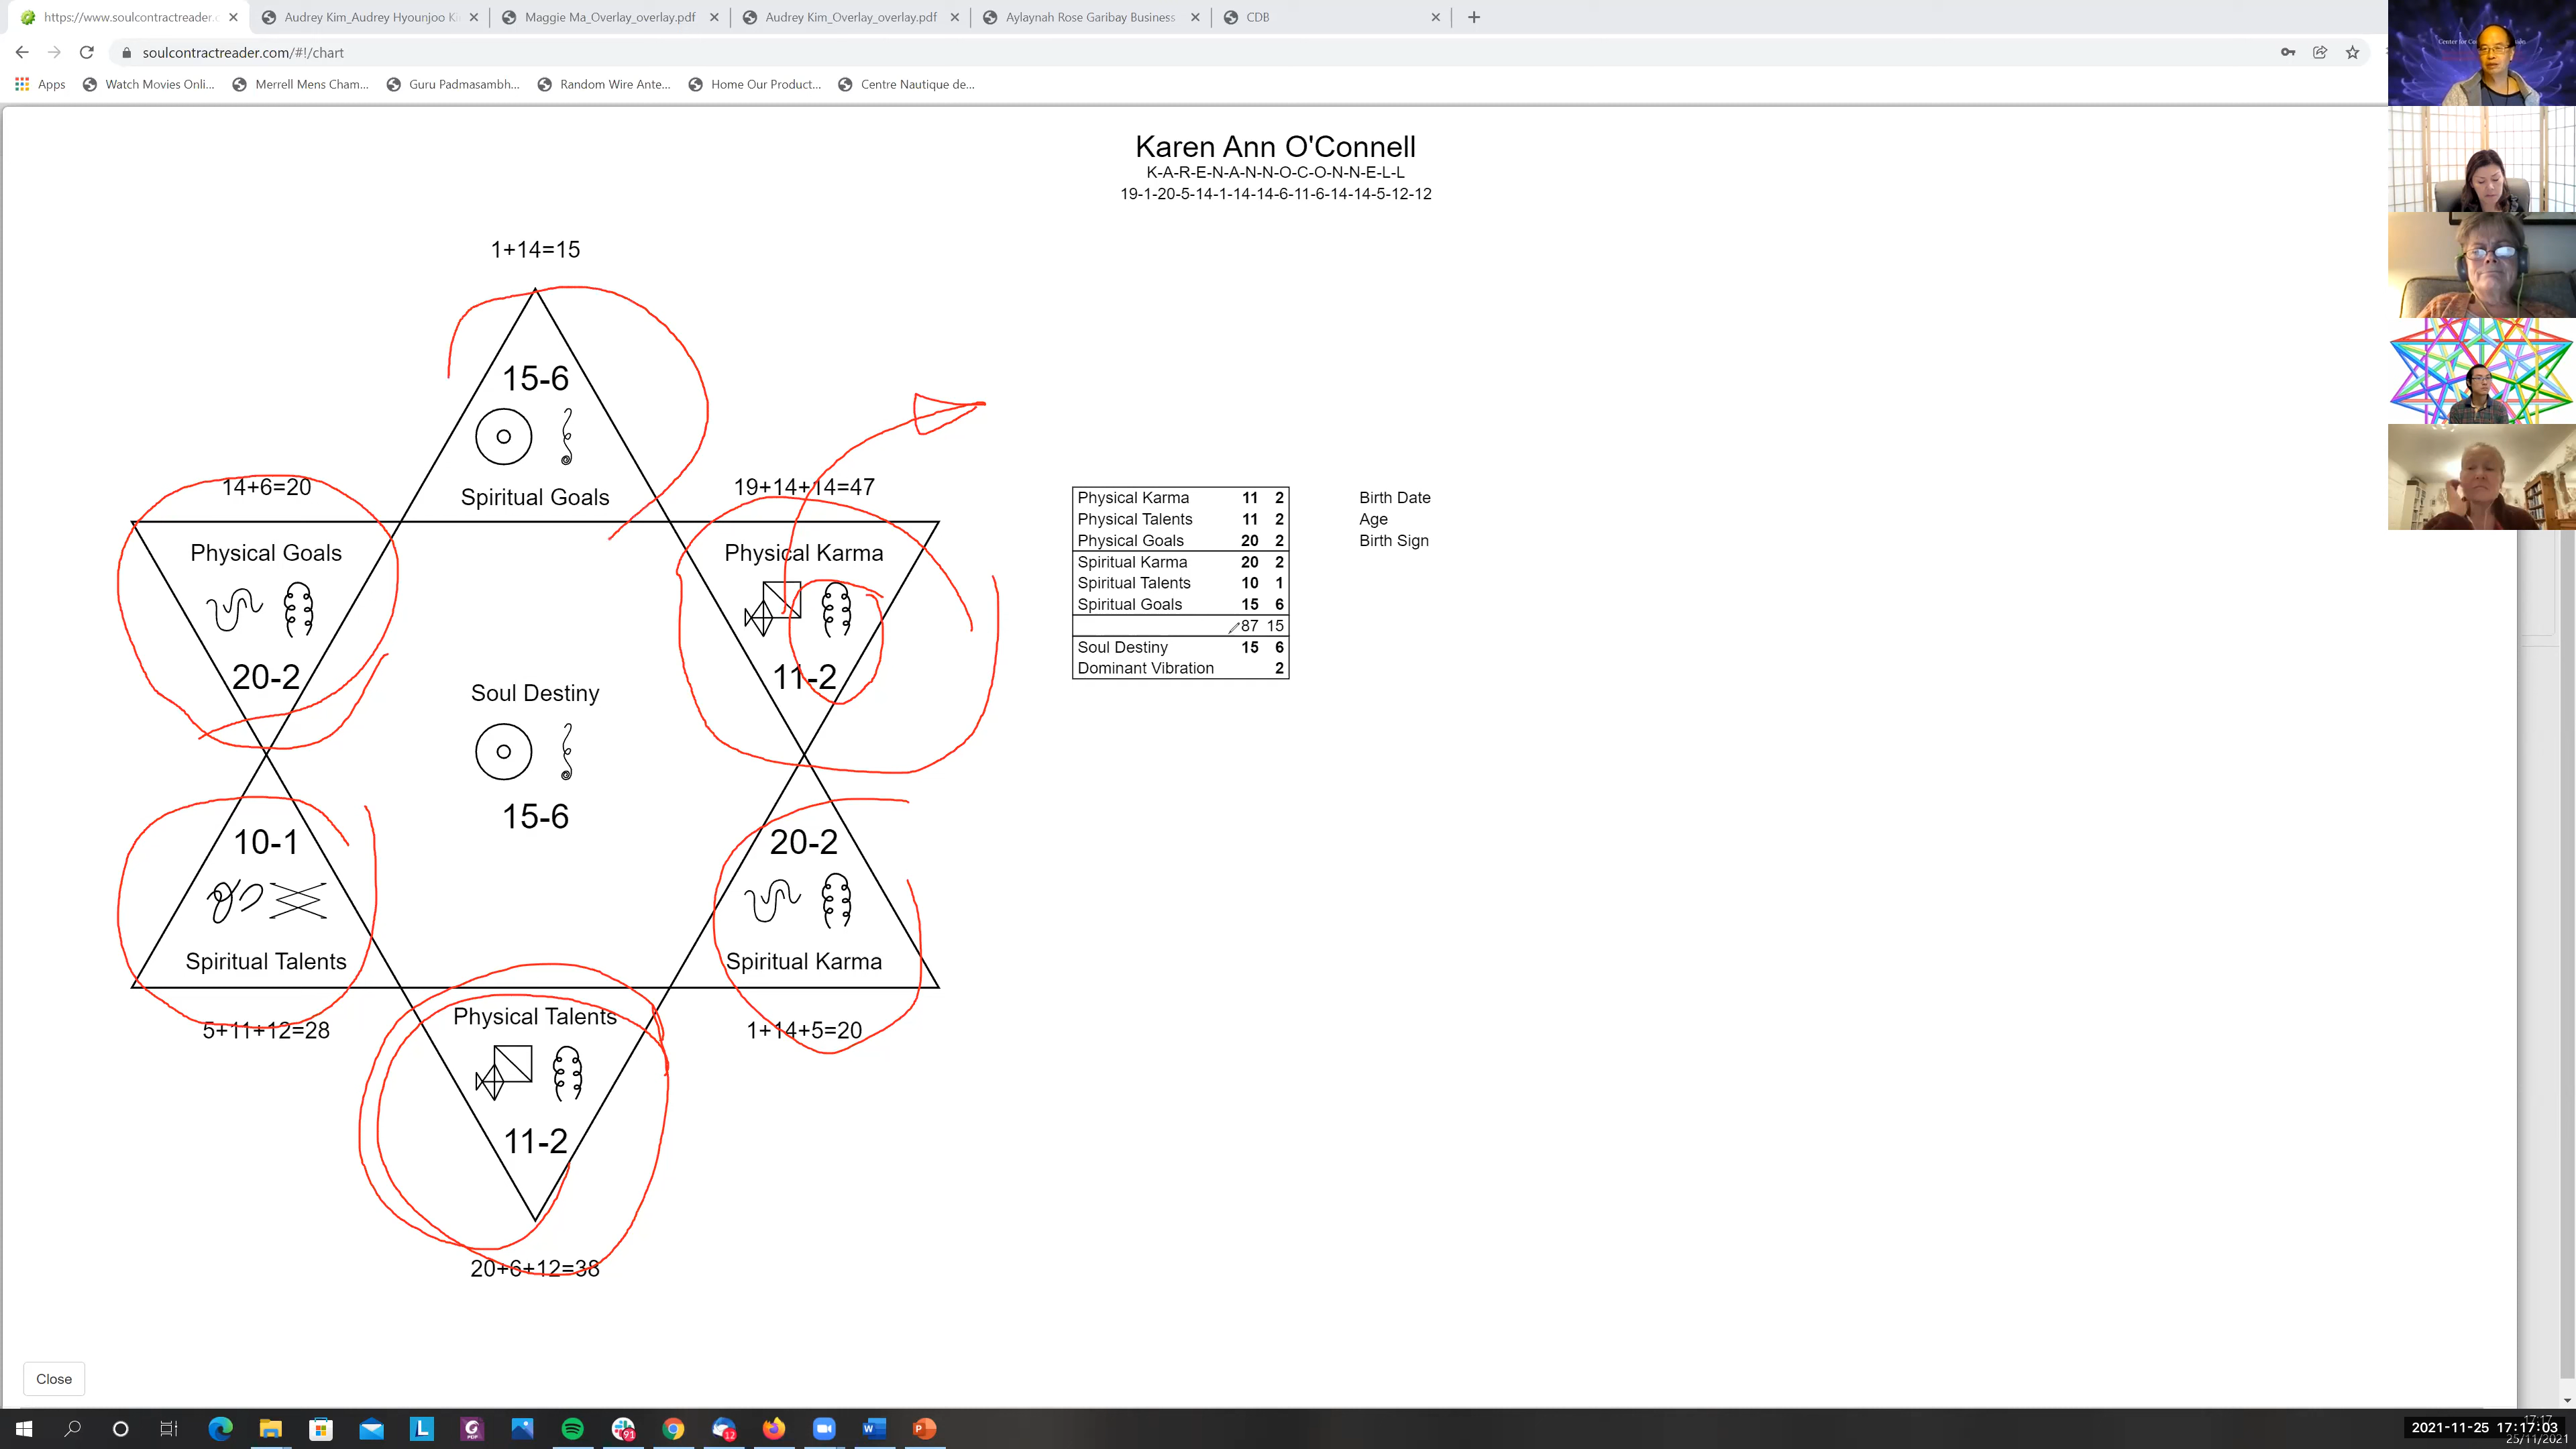 https://www.soulcontractreader.c
Audrey Kim_Audrey Hyounjoo Ki
Maggie Ma_Overlay_overlay.pdf
Audrey Kim_Overlay_overlay.pdf
Aylaynah Rose Garibay Business
CDB
soulcontractreader.com/#!/chart
Apps
Watch Movies Onli...
Merrell Mens Cham...
Guru Padmasambh...
Random Wire Ante...
Home Our Product...
Centre Nautique de...
Karen Ann O'Connell
K-A-R-E-N-A-N-N-O-C-O-N-N-E-L-L
19-1-20-5-14-1-14-14-6-11-6-14-14-5-12-12
1+14=15
15-6
Spiritual Goals
14+6=20
Physical Goals
20-2
19+14+14=47
Physical Karma
11-2
Soul Destiny
15-6
10-1
Spiritual Talents
5+11+12=28
20-2
Spiritual Karma
1+14+5=20
Physical Talents
11-2
20+6+12=38
Physical Karma 11 2
Physical Talents 11 2
Physical Goals 20 2
Spiritual Karma 20 2
Spiritual Talents 10 1
Spiritual Goals 15 6
87 15
Soul Destiny 15 6
Dominant Vibration 2
Birth Date
Age
Birth Sign
Close
91
12
17:17
2021-11-25 17:17:03
25/11/2021